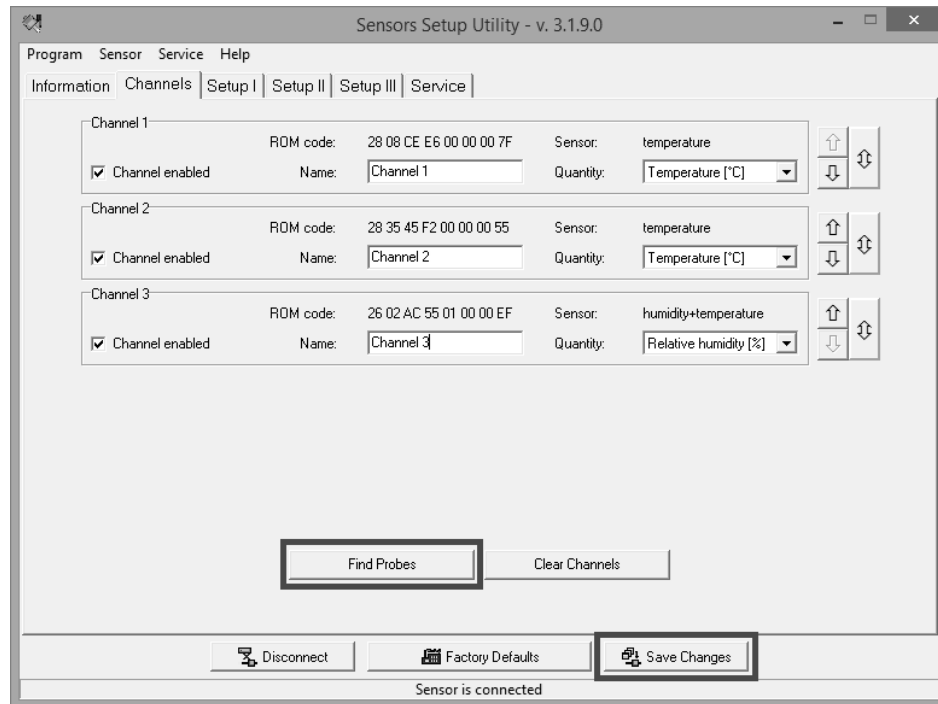 Sensors Setup Utility - v. 3.1.9.0
Program Sensor Service Help
Information Channels Setup I Setup II Setup III Service
Channel 1
ROM code: 28 08 CE E6 00 00 00 7F Sensor: temperature
Channel enabled Name: Channel 1 Quantity: Temperature [°C]
Channel 2
ROM code: 28 35 45 F2 00 00 00 55 Sensor: temperature
Channel enabled Name: Channel 2 Quantity: Temperature [°C]
Channel 3
ROM code: 26 02 AC 55 01 00 00 EF Sensor: humidity+temperature
Channel enabled Name: Channel 3 Quantity: Relative humidity [%]
Find Probes Clear Channels
Disconnect Factory Defaults Save Changes
Sensor is connected